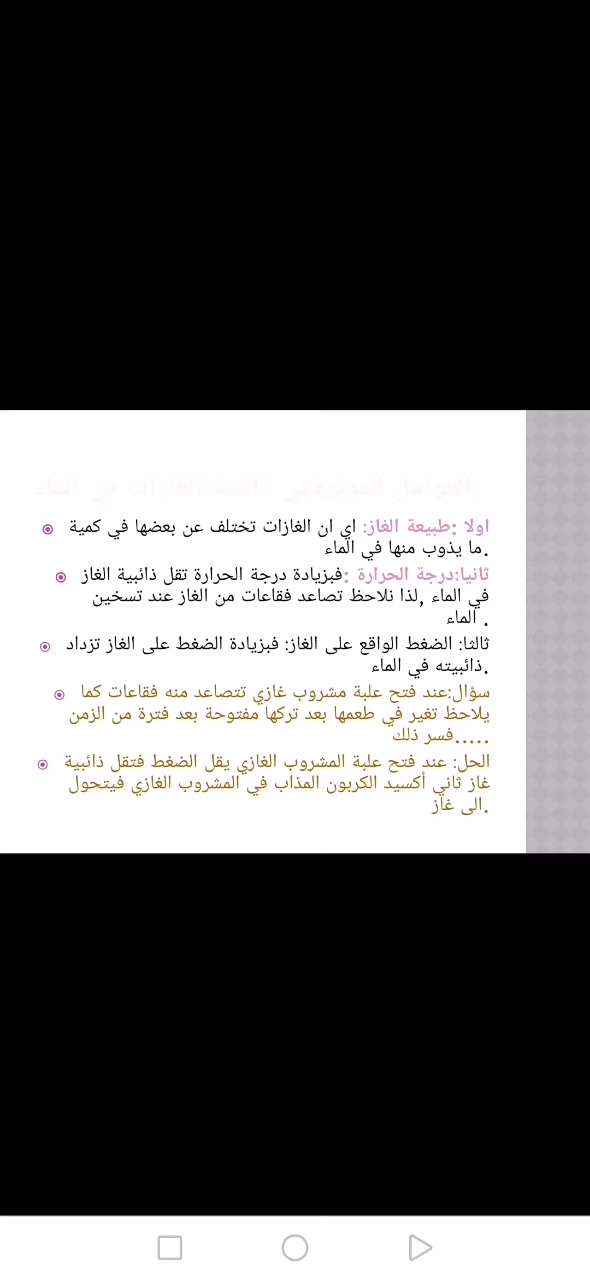 :العوامل المؤثرة في ذائبية الغازات في الماء
اولا :طبيعة الغاز: اي ان الغازات تختلف عن بعضها في كمية
.ما يذوب منها في الماء
ثانيا:درجة الحرارة :فبزيادة درجة الحرارة تقل ذائبية الغاز
في الماء ,لذا نلاحظ تصاعد فقاعات من الغاز عند تسخين
. الماء
ثالثا: الضغط الواقع على الغاز: فبزيادة الضغط على الغاز تزداد
.ذائبيته في الماء
سؤال:عند فتح علبة مشروب غازي تتصاعد منه فقاعات كما
يلاحظ تغير في طعمها بعد تركها مفتوحة بعد فترة من الزمن
.....فسر ذلك
الحل: عند فتح علبة المشروب الغازي يقل الضغط فتقل ذائبية
غاز ثاني أكسيد الكربون المذاب في المشروب الغازي فيتحول
.الى غاز